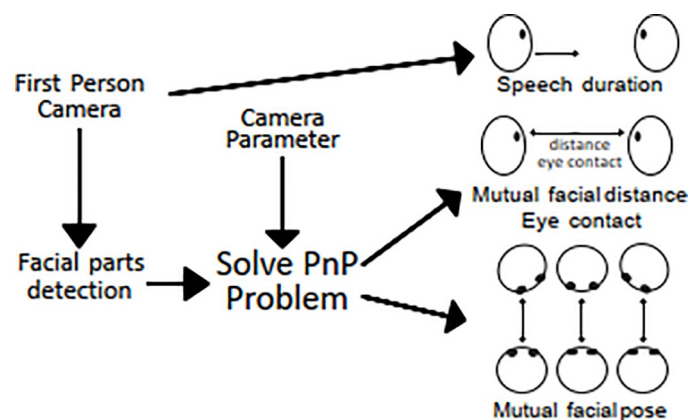 First Person
Camera
Camera
Parameter
Facial parts
detection
Solve PnP
Problem
Speech duration
distance
eye contact
Mutual facial distance
Eye contact
Mutual facial pose